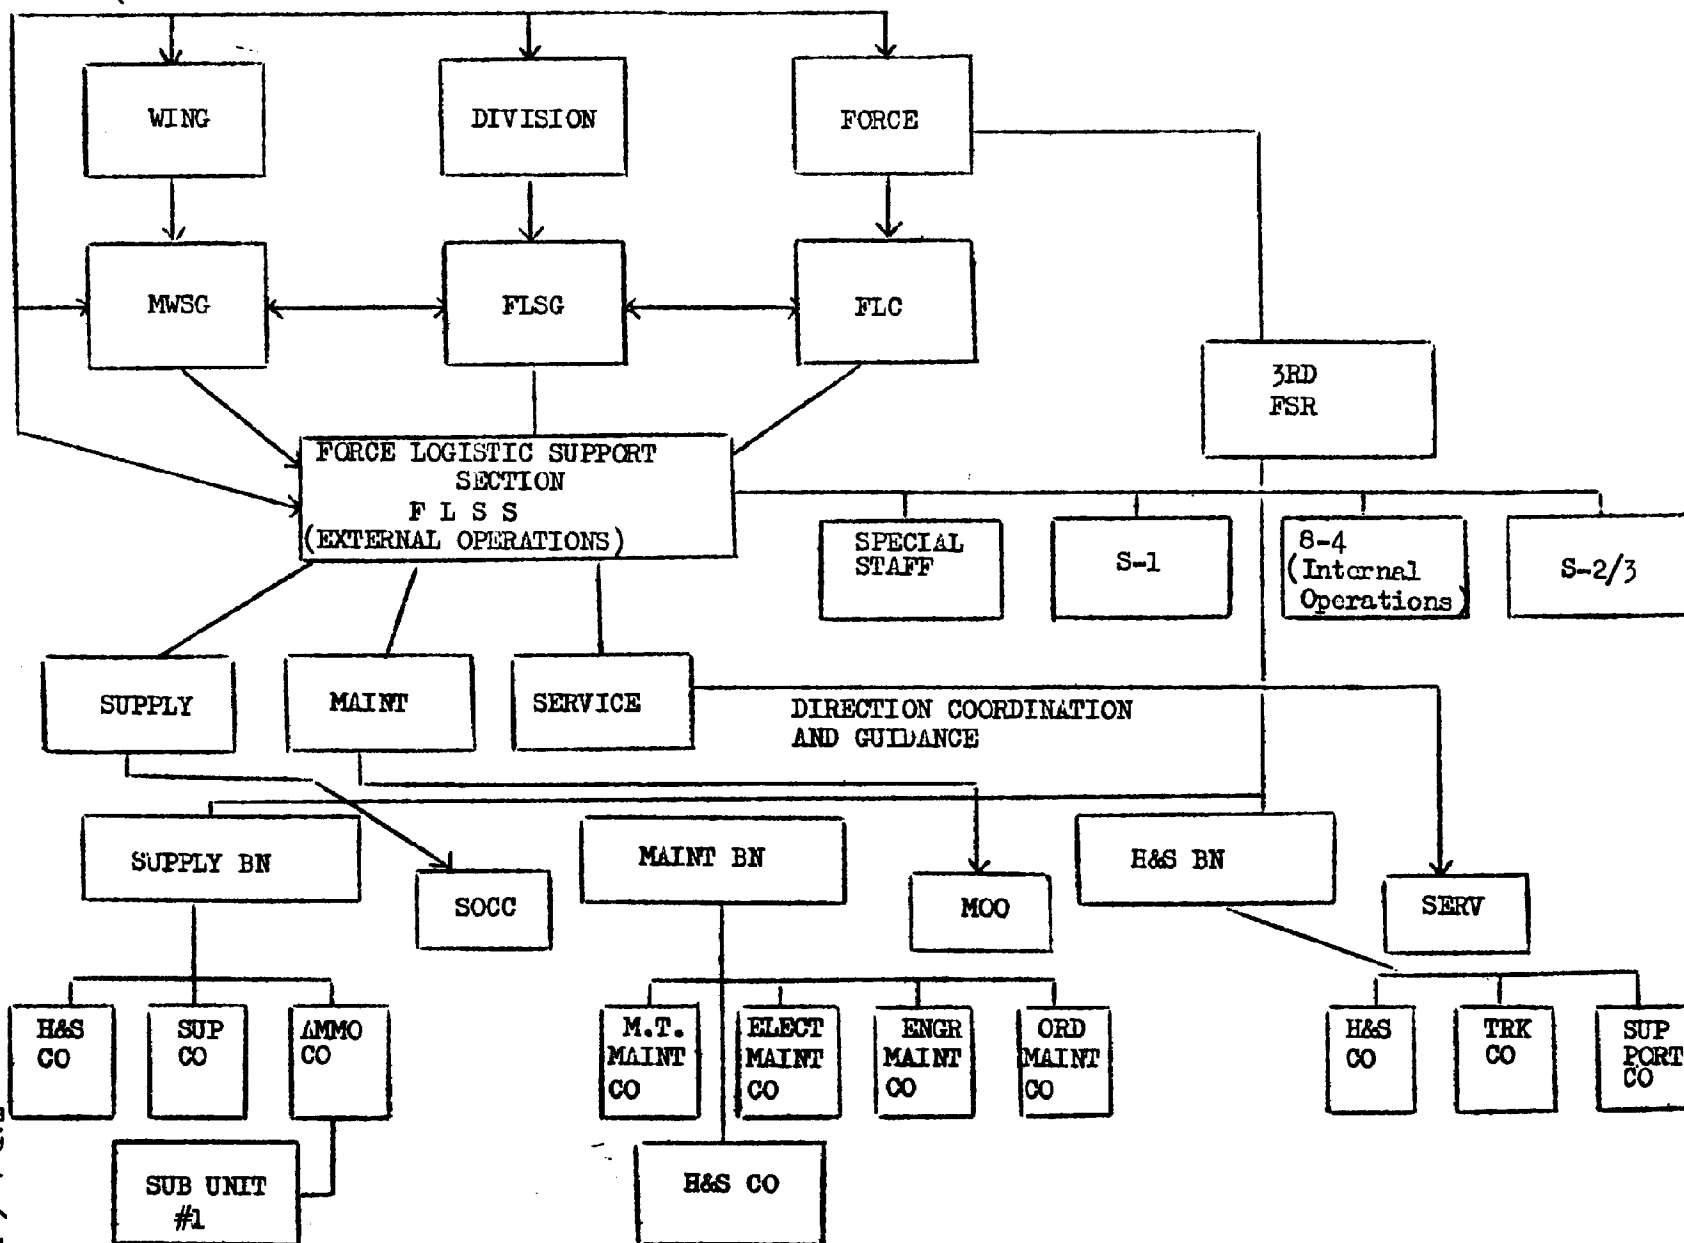 WING
DIVISION
FORCE
MWSG
FLSG
FLC
3RD
FSR
FORCE LOGISTIC SUPPORT
SECTION
F L S S
(EXTERNAL OPERATIONS)
SPECIAL
STAFF
S-1
8-4
(Internal
Operations)
S-2/3
SUPPLY
MAINT
SERVICE
DIRECTION COORDINATION
AND GUIDANCE
SUPPLY BN
SOCC
MAINT BN
MOO
H&S BN
SERV
H&S
CO
SUP
CO
AMMO
CO
M.T.
MAINT
CO
ELECT
MAINT
CO
ENGR
MAINT
CO
ORD
MAINT
CO
H&S
CO
TRK
CO
SUP
PORT
CO
SUB UNIT
#1
H&S CO